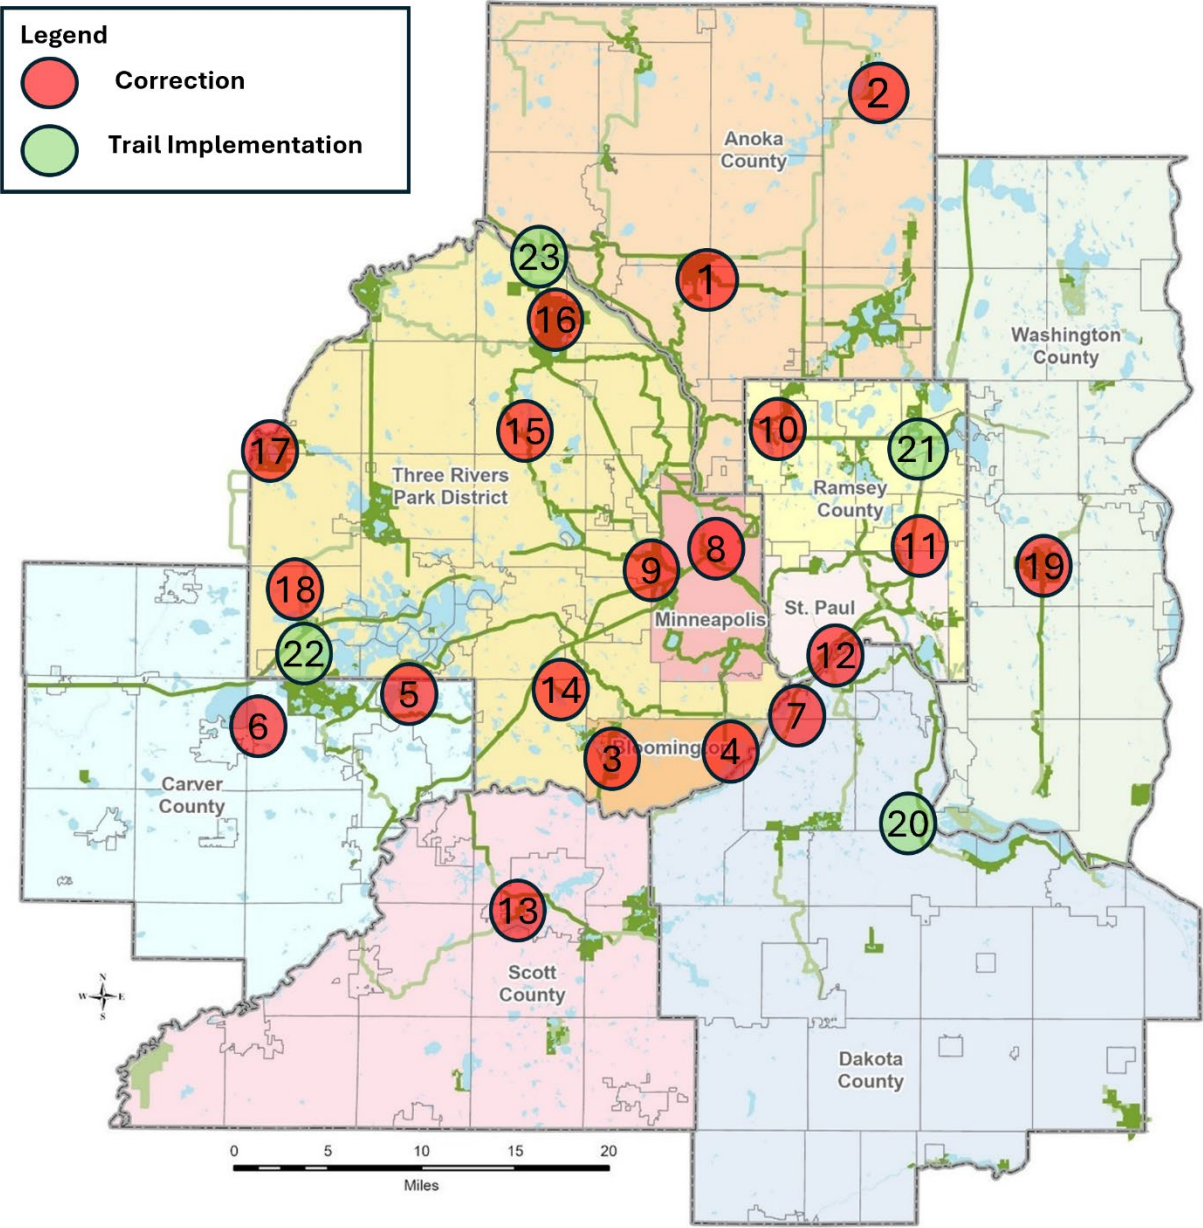 Legend
Correction
Trail Implementation
2
Anoka
County
23
1
16
Washington
County
15
10
17
21
Three Rivers
Park District
Ramsey
County
8
11
9
19
18
St. Paul
Minneapolis
22
12
5
14
6
7
Bloomington
3
4
Carver
County
20
13
Scott
County
N
W E
S
Dakota
County
0 5 10 15 20
Miles